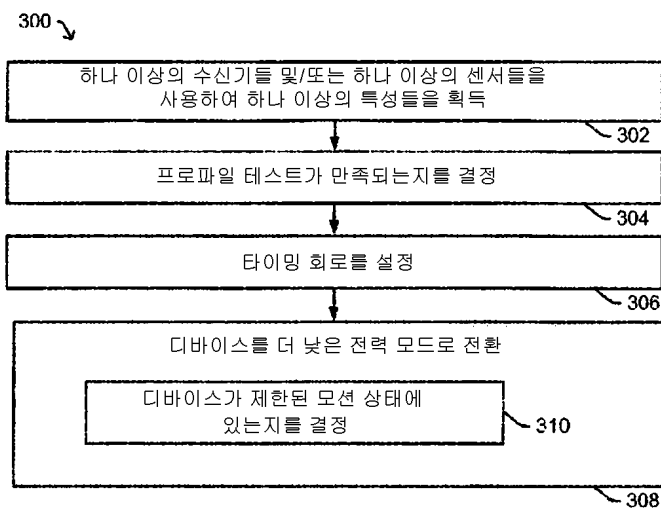 300
하나 이상의 수신기들 및/또는 하나 이상의 센서들을
사용하여 하나 이상의 특성들을 획득
302
프로파일 테스트가 만족되는지를 결정
304
타이밍 회로를 설정
306
디바이스를 더 낮은 전력 모드로 전환
디바이스가 제한된 모션 상태에
있는지를 결정
310
308